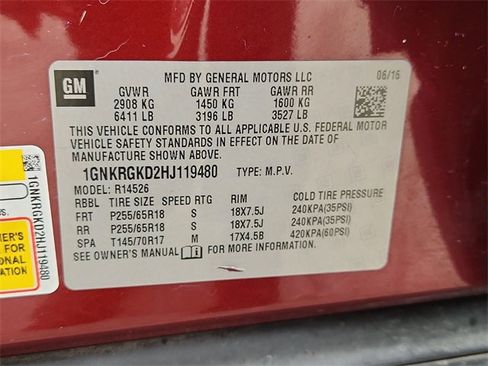 GM
MFD BY GENERAL MOTORS LLC
06/16
GVWR GAWR FRT GAWR RR
2908 KG 1450 KG 1600 KG
6411 LB 3196 LB 3527 LB
THIS VEHICLE CONFORMS TO ALL APPLICABLE U.S. FEDERAL MOTOR
VEHICLE SAFETY STANDARDS IN EFFECT ON THE DATE OF
MANUFACTURE SHOWN ABOVE.
1GNKRGKD2HJ119480 TYPE: M.P.V.
MODEL: R14526
RBBL TIRE SIZE SPEED RTG RIM COLD TIRE PRESSURE
FRT P255/65R18 S 18X7.5J 240KPA(35PSI)
RR P255/65R18 S 18X7.5J 240KPA(35PSI)
SPA T145/70R17 M 17X4.5B 420KPA(60PSI)
SEE OWNER'S MANUAL FOR MORE INFORMATION.
1GNKRGKD2HJ119480
NER'S
FOR
ONAL
ION